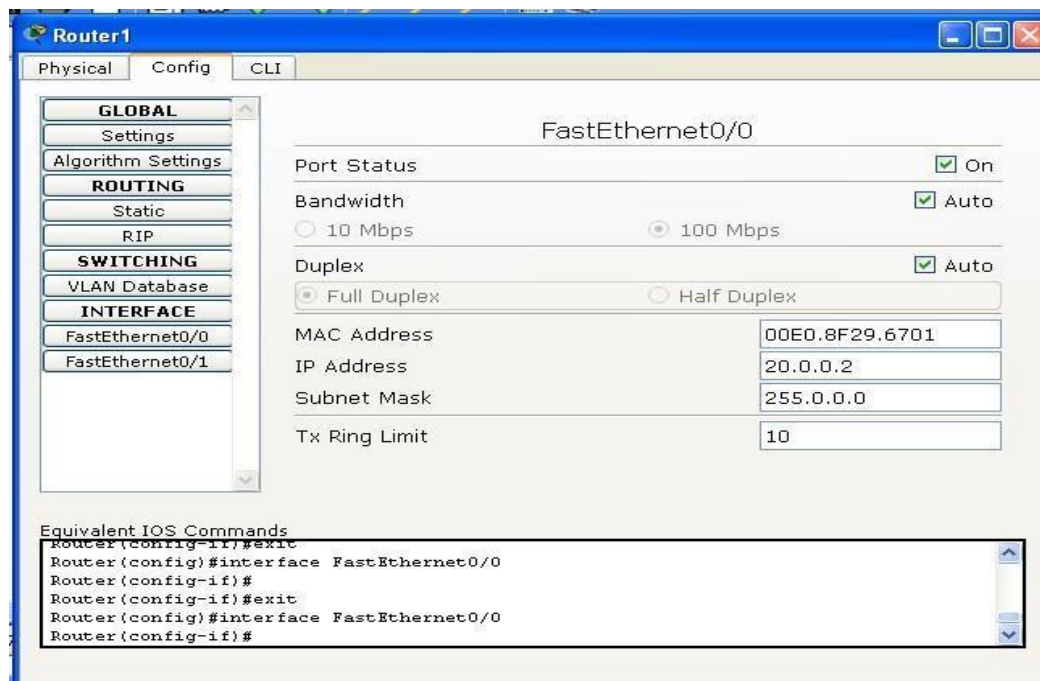 Router1
Physical Config CLI
GLOBAL
Settings
Algorithm Settings
ROUTING
Static
RIP
SWITCHING
VLAN Database
INTERFACE
FastEthernet0/0
FastEthernet0/1
FastEthernet0/0
Port Status On
Bandwidth Auto
10 Mbps 100 Mbps
Duplex Auto
Full Duplex Half Duplex
MAC Address 00E0.8F29.6701
IP Address 20.0.0.2
Subnet Mask 255.0.0.0
Tx Ring Limit 10
Equivalent IOS Commands
Router(config-if)#exit
Router(config)#interface FastEthernet0/0
Router(config-if)#
Router(config-if)#exit
Router(config)#interface FastEthernet0/0
Router(config-if)#